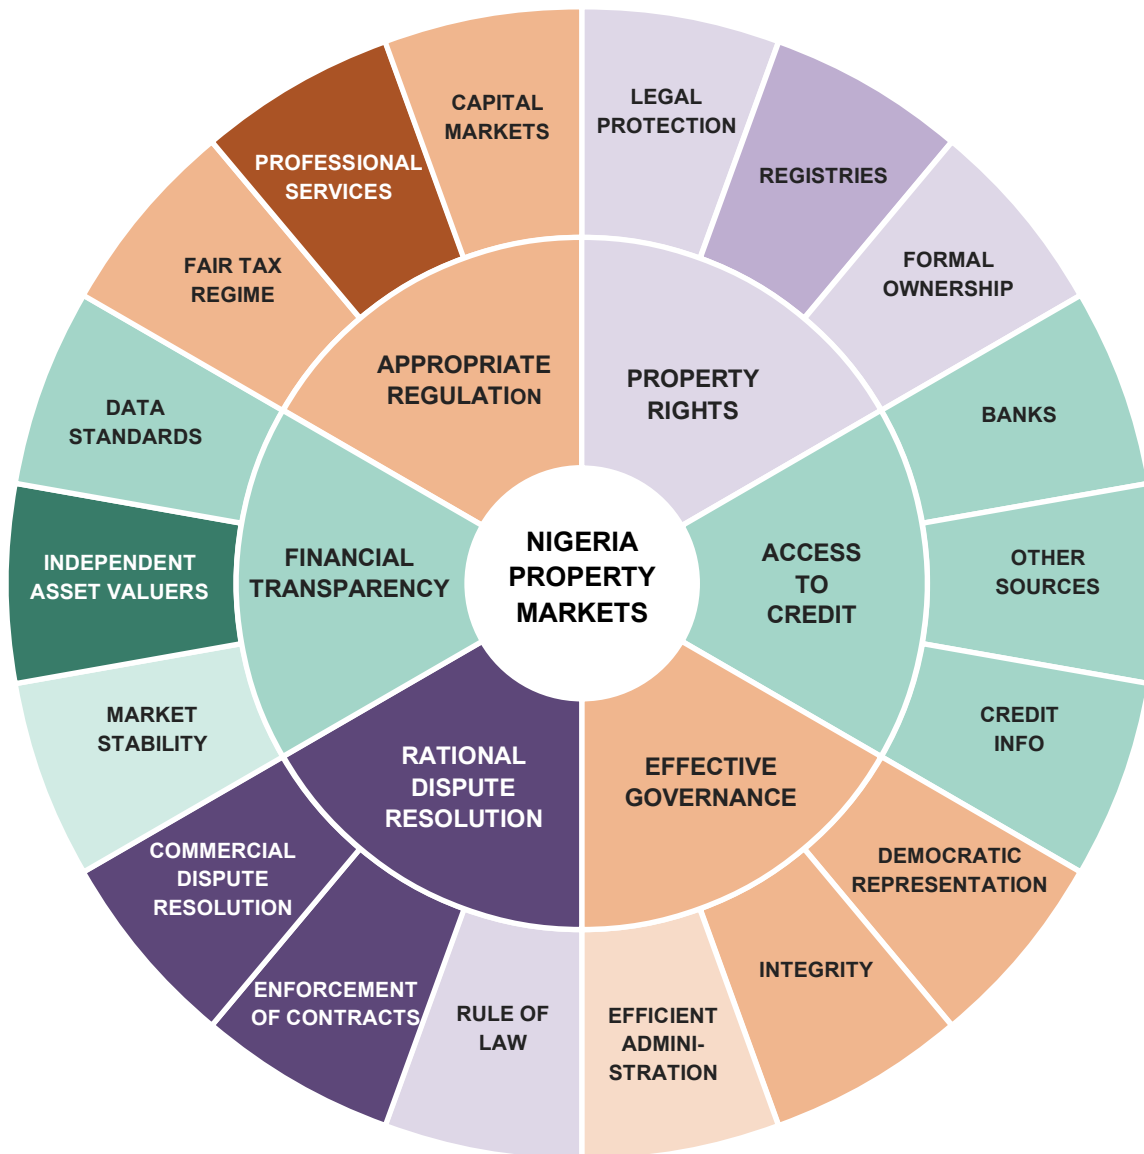 CAPITAL
MARKETS
LEGAL
PROTECTION
PROFESSIONAL
SERVICES
REGISTRIES
FAIR TAX
REGIME
FORMAL
OWNERSHIP
APPROPRIATE
REGULATION
PROPERTY
RIGHTS
DATA
STANDARDS
BANKS
INDEPENDENT
ASSET VALUERS
FINANCIAL
TRANSPARENCY
NIGERIA
PROPERTY
MARKETS
ACCESS
TO
CREDIT
OTHER
SOURCES
MARKET
STABILITY
CREDIT
INFO
RATIONAL
DISPUTE
RESOLUTION
EFFECTIVE
GOVERNANCE
COMMERCIAL
DISPUTE
RESOLUTION
DEMOCRATIC
REPRESENTATION
ENFORCEMENT
OF CONTRACTS
RULE OF
LAW
EFFICIENT
ADMINI-
STRATION
INTEGRITY